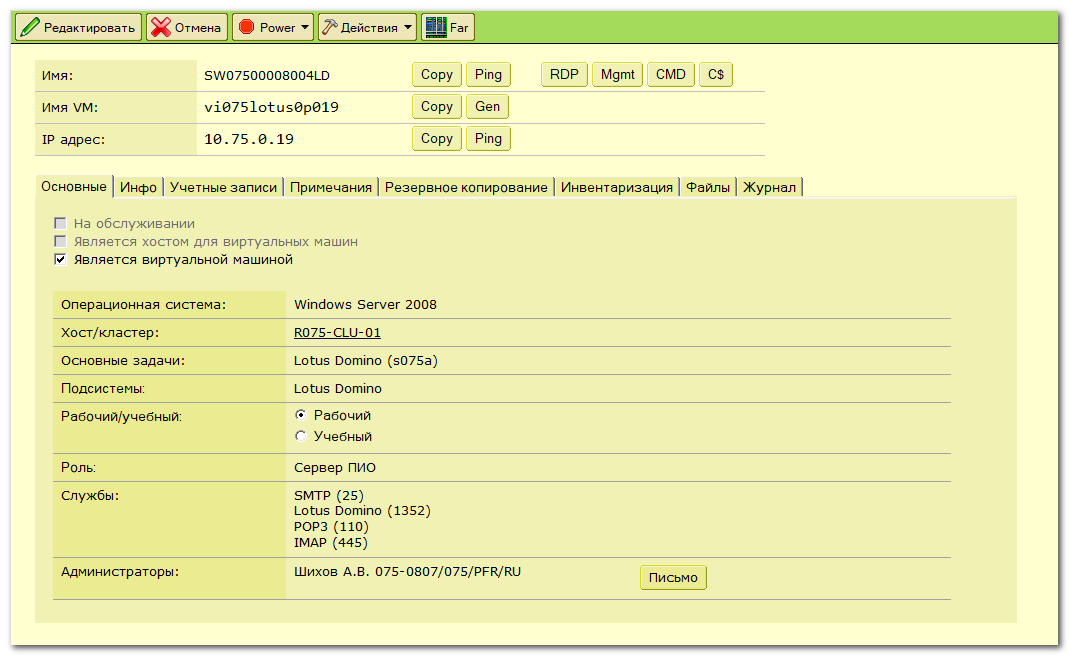 Редактировать Отмена Power Действия Far
Имя: SW07500008004LD Copy Ping RDP Mgmt CMD C$
Имя VM: vi075lotus0p019 Copy Gen
IP адрес: 10.75.0.19 Copy Ping
Основные Инфо Учетные записи Примечания Резервное копирование Инвентаризация Файлы Журнал
На обслуживании
Является хостом для виртуальных машин
Является виртуальной машиной
Операционная система: Windows Server 2008
Хост/кластер: R075-CLU-01
Основные задачи: Lotus Domino (s075a)
Подсистемы: Lotus Domino
Рабочий/учебный: Рабочий
Учебный
Роль: Сервер ПИО
Службы: SMTP (25)
Lotus Domino (1352)
POP3 (110)
IMAP (445)
Администраторы: Шихов А.В. 075-0807/075/PFR/RU Письмо